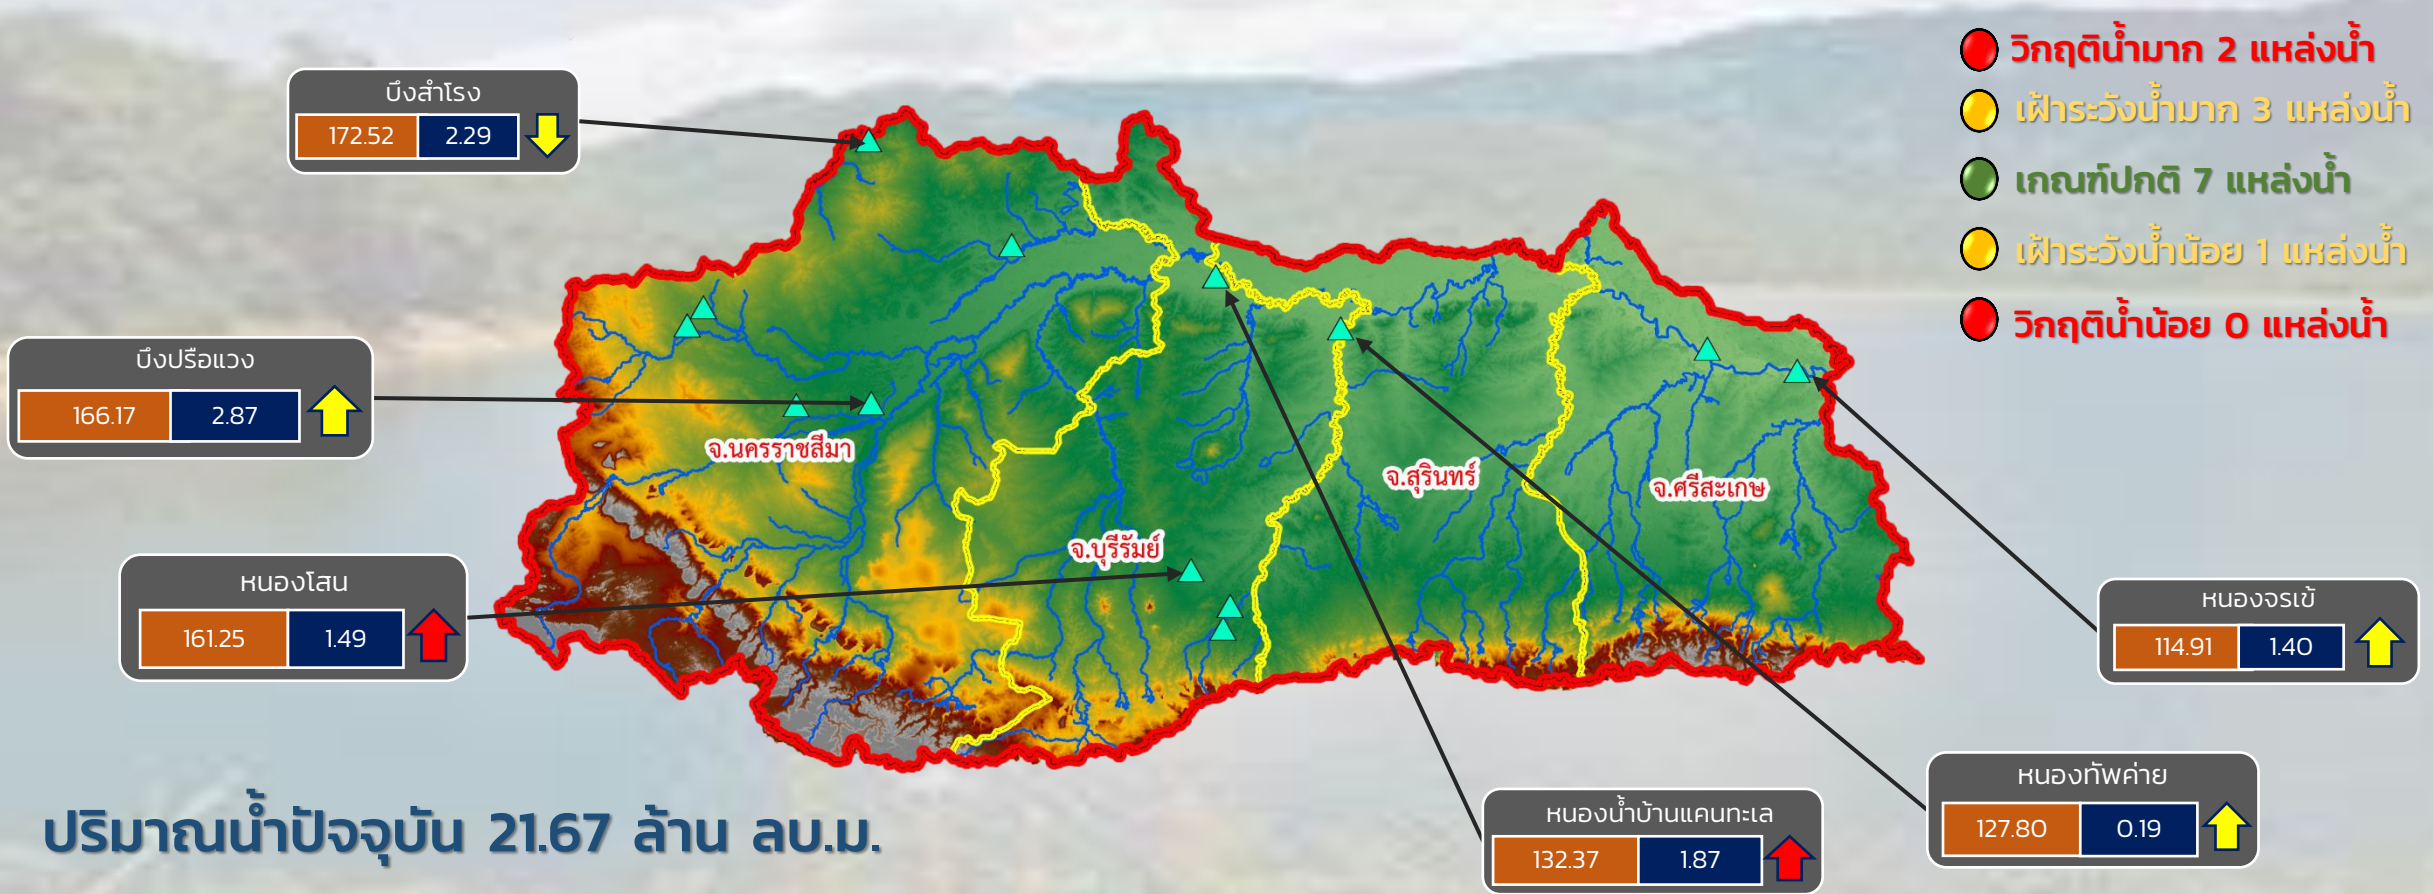 วิกฤติน้ำมาก 2 แหล่งน้ำ
เฝ้าระวังน้ำมาก 3 แหล่งน้ำ
เกณฑ์ปกติ 7 แหล่งน้ำ
เฝ้าระวังน้ำน้อย 1 แหล่งน้ำ
วิกฤติน้ำน้อย 0 แหล่งน้ำ
บึงสำโรง
172.52 2.29
บึงปรือแวง
166.17 2.87
หนองโสน
161.25 1.49
จ.นครราชสีมา
จ.บุรีรัมย์
จ.สุรินทร์
จ.ศรีสะเกษ
หนองจรเข้
114.91 1.40
หนองทัพค่าย
127.80 0.19
หนองน้ำบ้านแคนทะเล
132.37 1.87
ปริมาณน้ำปัจจุบัน 21.67 ล้าน ลบ.ม.